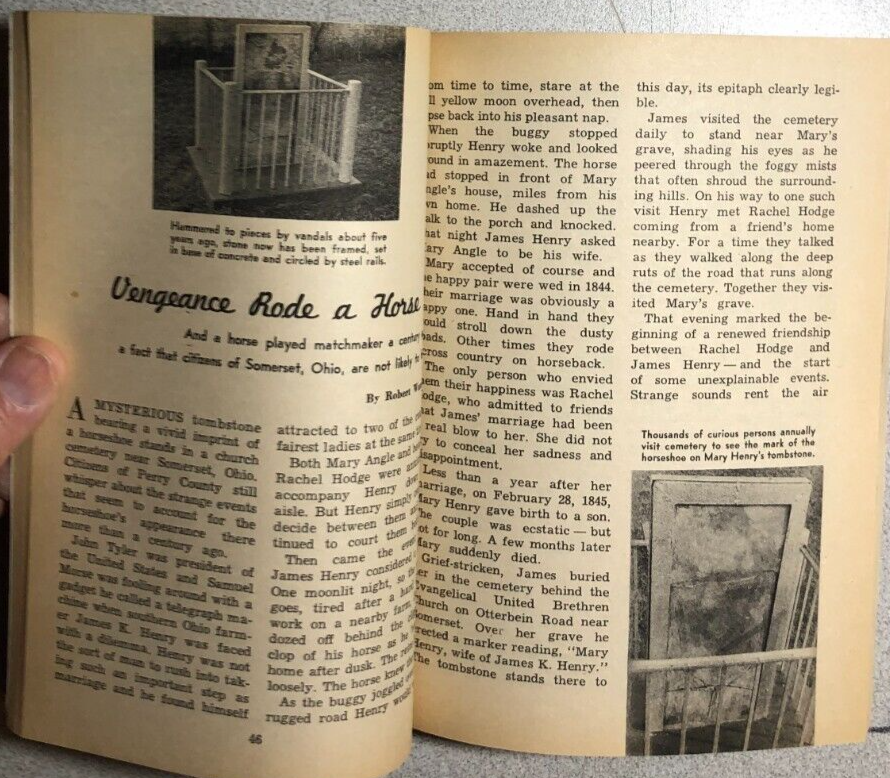 Hammered to pieces by vandals about five
years ago, stone now has been framed, set
in base of concrete and circled by steel rails.
Vengeance Rode a Horse
And a horse played matchmaker a century
a fact that citizens of Somerset, Ohio, are not likely
By Robert
A MYSTERIOUS tombstone
bearing a vivid imprint of
a horseshoe stands in a church
cemetery near Somerset, Ohio.
Citizens of Perry County still
whisper about the strange events
that seem to account for the
horseshoe's appearance there
more than a century ago.
John Tyler was president of
the United States and Samuel
Morse was fooling around with a
gadget he called a telegraph ma-
chine when southern Ohio farm-
er James K. Henry was faced
with a dilemma. Henry was not
the sort of man to rush into tak-
ing such an important step as
marriage and he found himself
attracted to two of the
fairest ladies at the same
Both Mary Angle and
Rachel Hodge were
accompany Henry down
aisle. But Henry simply
decide between them
tinued to court them
Then came the
James Henry considered
One moonlit night, so
goes, tired after a
work on a nearby farm,
dozed off behind the
clop of his horse as he
home after dusk. The
loosely. The horse knew
As the buggy joggled
rugged road Henry would
46
om time to time, stare at the
ll yellow moon overhead, then
pse back into his pleasant nap.
When the buggy stopped
ruptly Henry woke and looked
ound in amazement. The horse
d stopped in front of Mary
ngle's house, miles from his
wn home. He dashed up the
alk to the porch and knocked.
hat night James Henry asked
ary Angle to be his wife.
Mary accepted of course and
e happy pair were wed in 1844.
heir marriage was obviously a
appy one. Hand in hand they
ould stroll down the dusty
oads. Other times they rode
cross country on horseback.
The only person who envied
hem their happiness was Rachel
odge, who admitted to friends
hat James' marriage had been
real blow to her. She did not
ry to conceal her sadness and
isappointment.
Less than a year after her
arriage, on February 28, 1845,
Mary Henry gave birth to a son.
he couple was ecstatic — but
ot for long. A few months later
Mary suddenly died.
Grief-stricken, James buried
er in the cemetery behind the
vangelical United Brethren
hurch on Otterbein Road near
omerset. Over her grave he
rected a marker reading, "Mary
Henry, wife of James K. Henry."
The tombstone stands there to
this day, its epitaph clearly legi-
ble.
James visited the cemetery
daily to stand near Mary's
grave, shading his eyes as he
peered through the foggy mists
that often shroud the surround-
ing hills. On his way to one such
visit Henry met Rachel Hodge
coming from a friend's home
nearby. For a time they talked
as they walked along the deep
ruts of the road that runs along
the cemetery. Together they vis-
ited Mary's grave.
That evening marked the be-
ginning of a renewed friendship
between Rachel Hodge and
James Henry — and the start
of some unexplainable events.
Strange sounds rent the air
Thousands of curious persons annually
visit cemetery to see the mark of the
horseshoe on Mary Henry's tombstone.